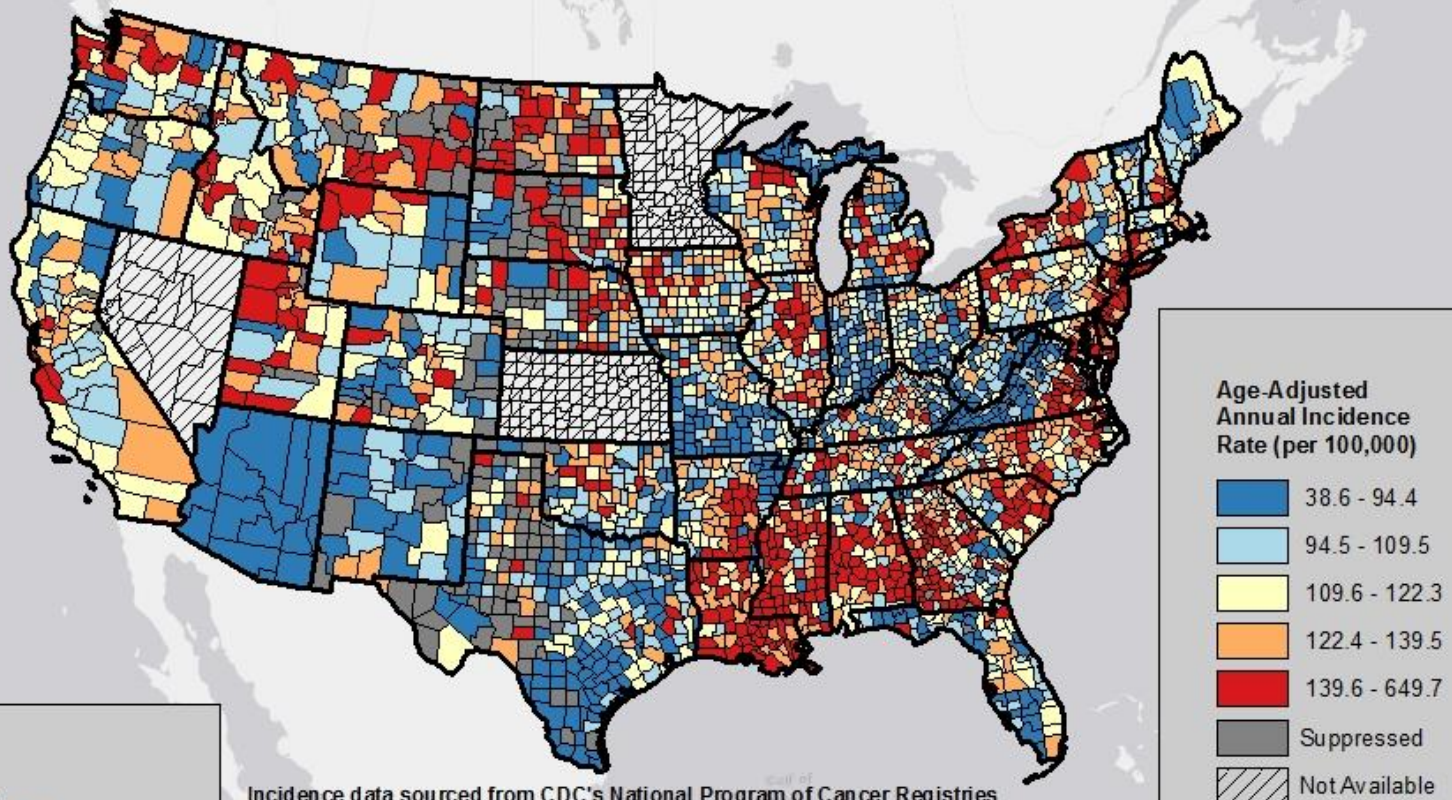 Age-Adjusted
Annual Incidence
Rate (per 100,000)
38.6 - 94.4
94.5 - 109.5
109.6 - 122.3
122.4 - 139.5
139.6 - 649.7
Suppressed
Not Available
Gulf of
Incidence data sourced from CDC's National Program of Cancer Registries